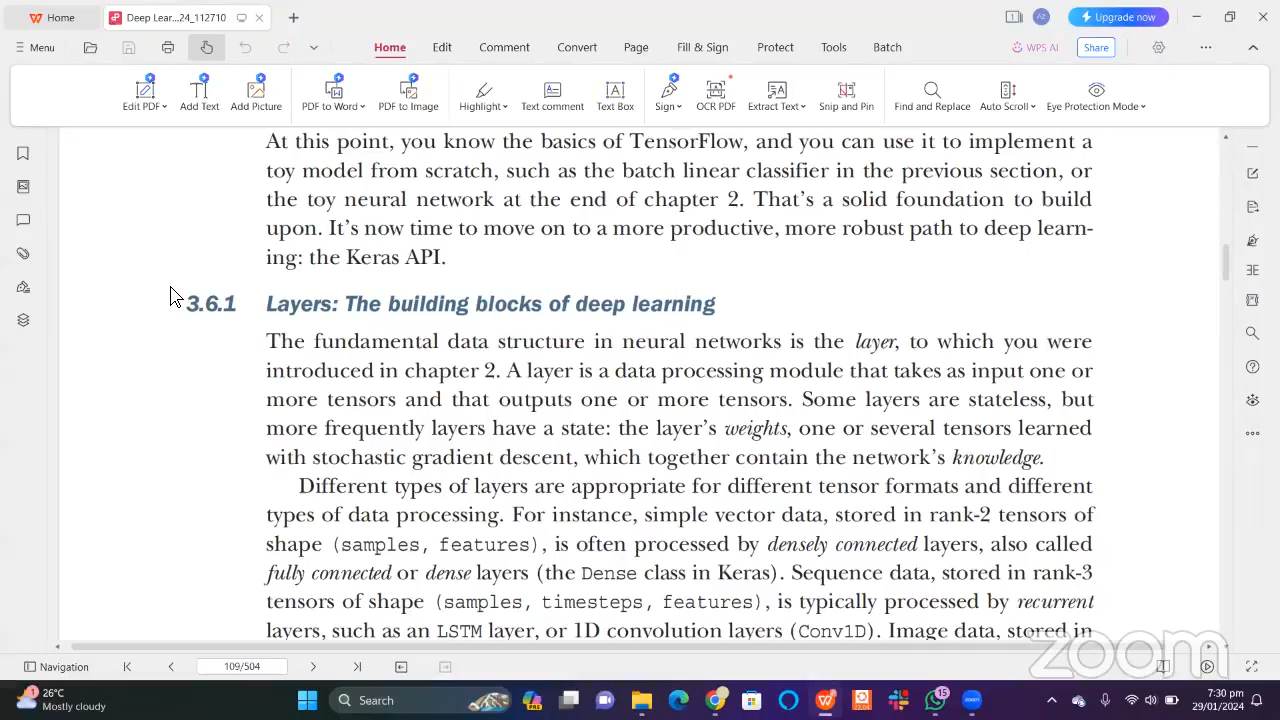 Home
Deep Lear...24_112710
AZ
Upgrade now
Menu
Home
Edit
Comment
Convert
Page
Fill & Sign
Protect
Tools
Batch
WPS AI
Share
Edit PDF
Add Text
Add Picture
PDF to Word
PDF to Image
Highlight
Text comment
Text Box
Sign
OCR PDF
Extract Text
Snip and Pin
Find and Replace
Auto Scroll
Eye Protection Mode
At this point, you know the basics of TensorFlow, and you can use it to implement a
toy model from scratch, such as the batch linear classifier in the previous section, or
the toy neural network at the end of chapter 2. That's a solid foundation to build
upon. It's now time to move on to a more productive, more robust path to deep learn-
ing: the Keras API.
3.6.1 Layers: The building blocks of deep learning
The fundamental data structure in neural networks is the layer, to which you were
introduced in chapter 2. A layer is a data processing module that takes as input one or
more tensors and that outputs one or more tensors. Some layers are stateless, but
more frequently layers have a state: the layer's weights, one or several tensors learned
with stochastic gradient descent, which together contain the network's knowledge.
Different types of layers are appropriate for different tensor formats and different
types of data processing. For instance, simple vector data, stored in rank-2 tensors of
shape (samples, features), is often processed by densely connected layers, also called
fully connected or dense layers (the Dense class in Keras). Sequence data, stored in rank-3
tensors of shape (samples, timesteps, features), is typically processed by recurrent
layers, such as an LSTM layer, or 1D convolution layers (Conv1D). Image data, stored in
zoom
Navigation
109/504
26°C
Mostly cloudy
1
Search
PRE
22.04
15
7:30 pm
29/01/2024